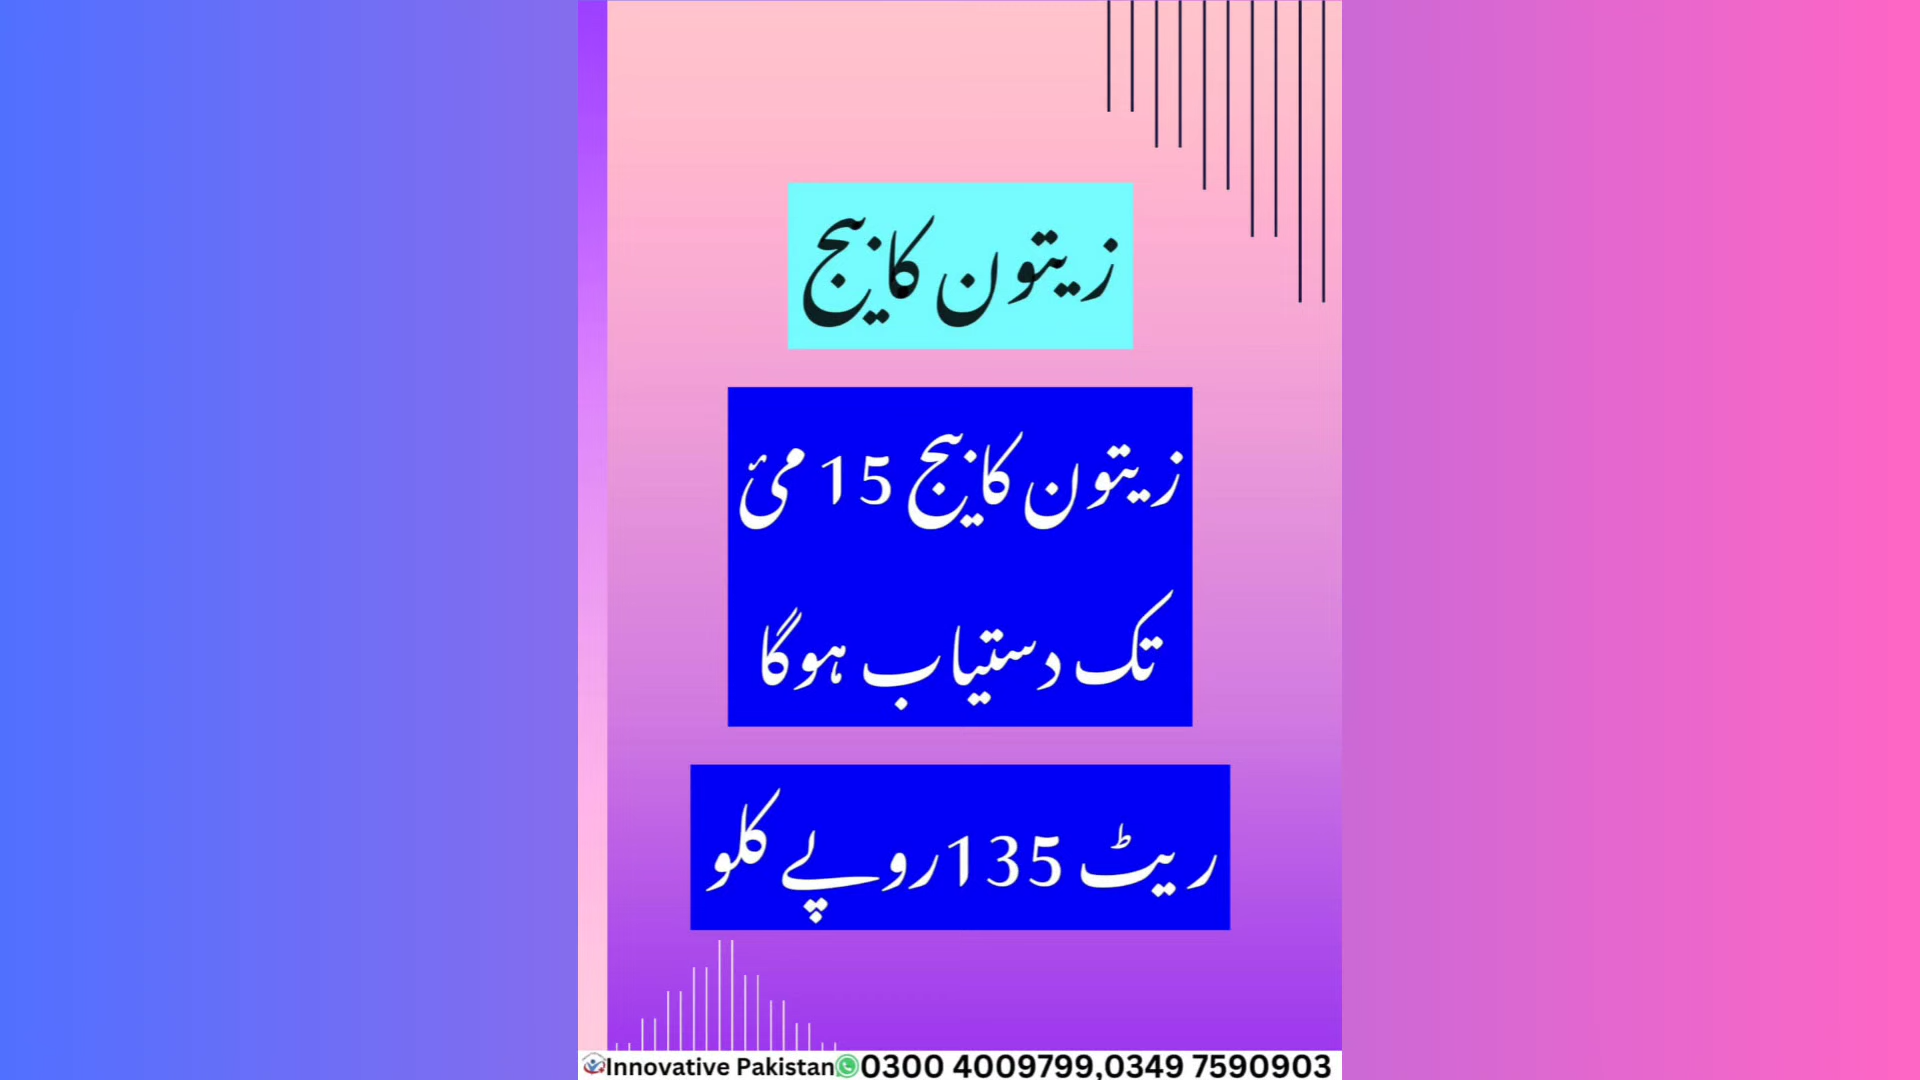 زیتون کا بیج
زیتون کا بیج 15 مئ
تک دستیاب ہوگا
ریٹ 135 روپے کلو
Innovative Pakistan 0300 4009799,0349 7590903